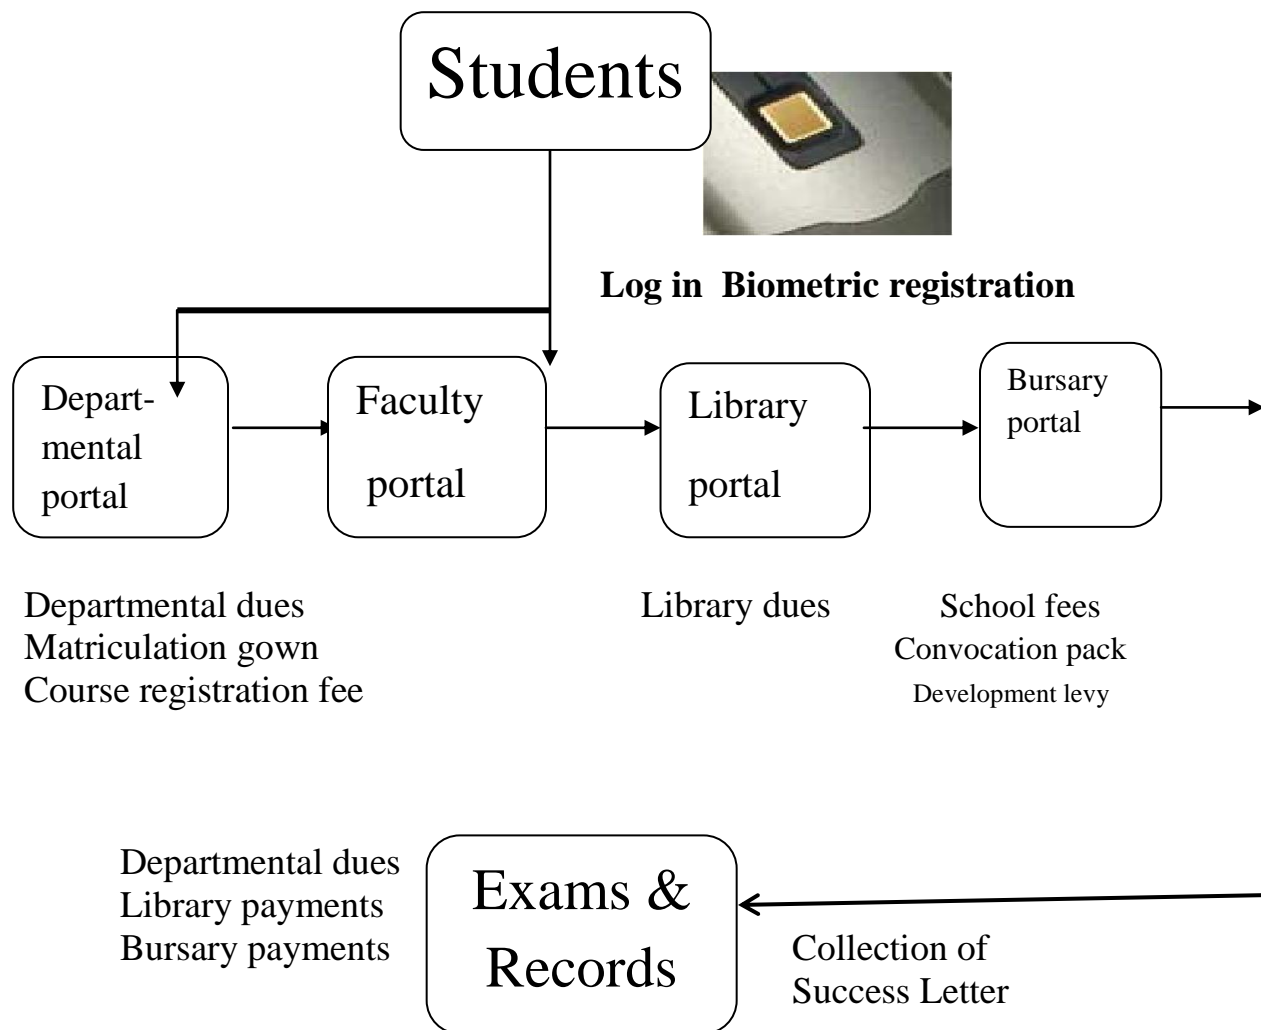 Students
Log in  Biometric registration
Depart-
mental
portal
Faculty
portal
Library
portal
Bursary
portal
Departmental dues
Matriculation gown
Course registration fee
Library dues
School fees
Convocation pack
Development levy
Departmental dues
Library payments
Bursary payments
Exams &
Records
Collection of
Success Letter